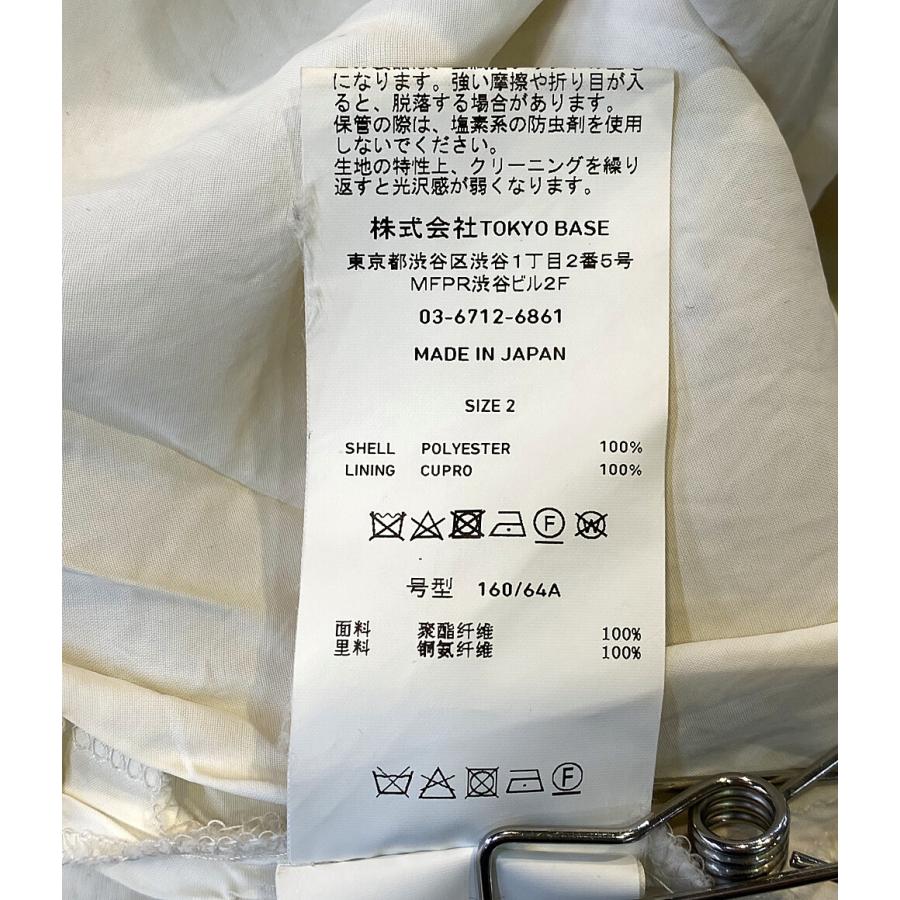 になります。強い摩擦や折り目が入
ると、脱落する場合があります。
保管の際は、塩素系の防虫剤を使用
しないでください。
生地の特性上、クリーニングを繰り
返すと光沢感が弱くなります。
株式会社TOKYO BASE
東京都渋谷区渋谷1丁目2番5号
MFPR渋谷ビル2F
03-6712-6861
MADE IN JAPAN
SIZE 2
SHELL POLYESTER 100%
LINING CUPRO 100%
F W
号型 160/64A
面料 聚酯纤维 100%
里料 铜氨纤维 100%
F